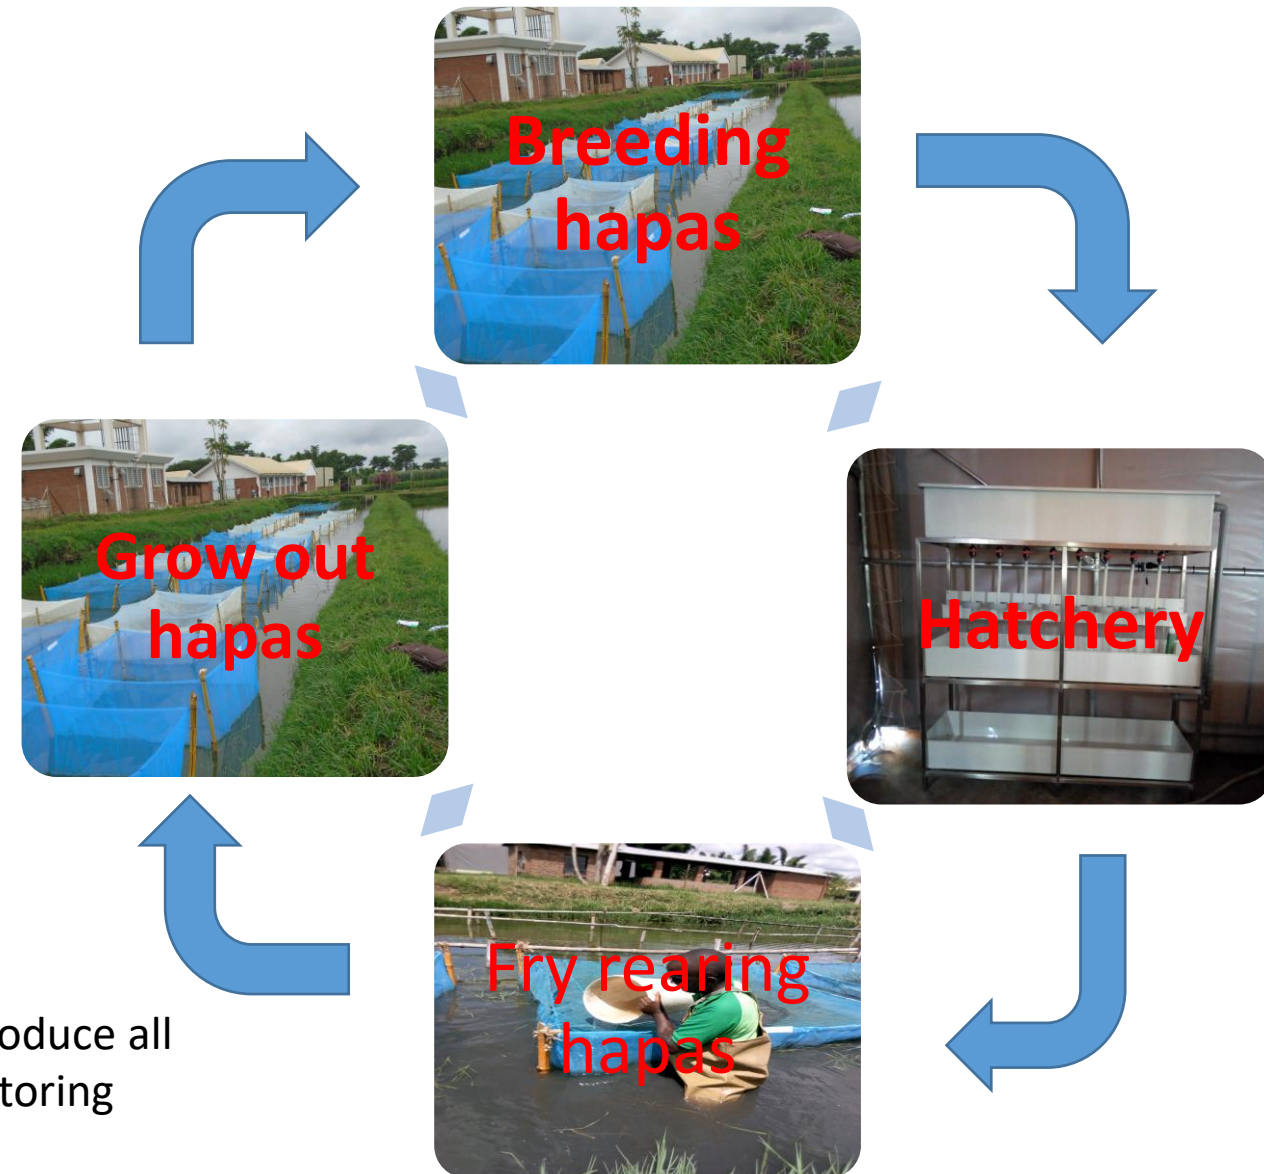 Breeding
hapas
Grow out
hapas
Hatchery
Fry rearing
hapas
oduce all
toring